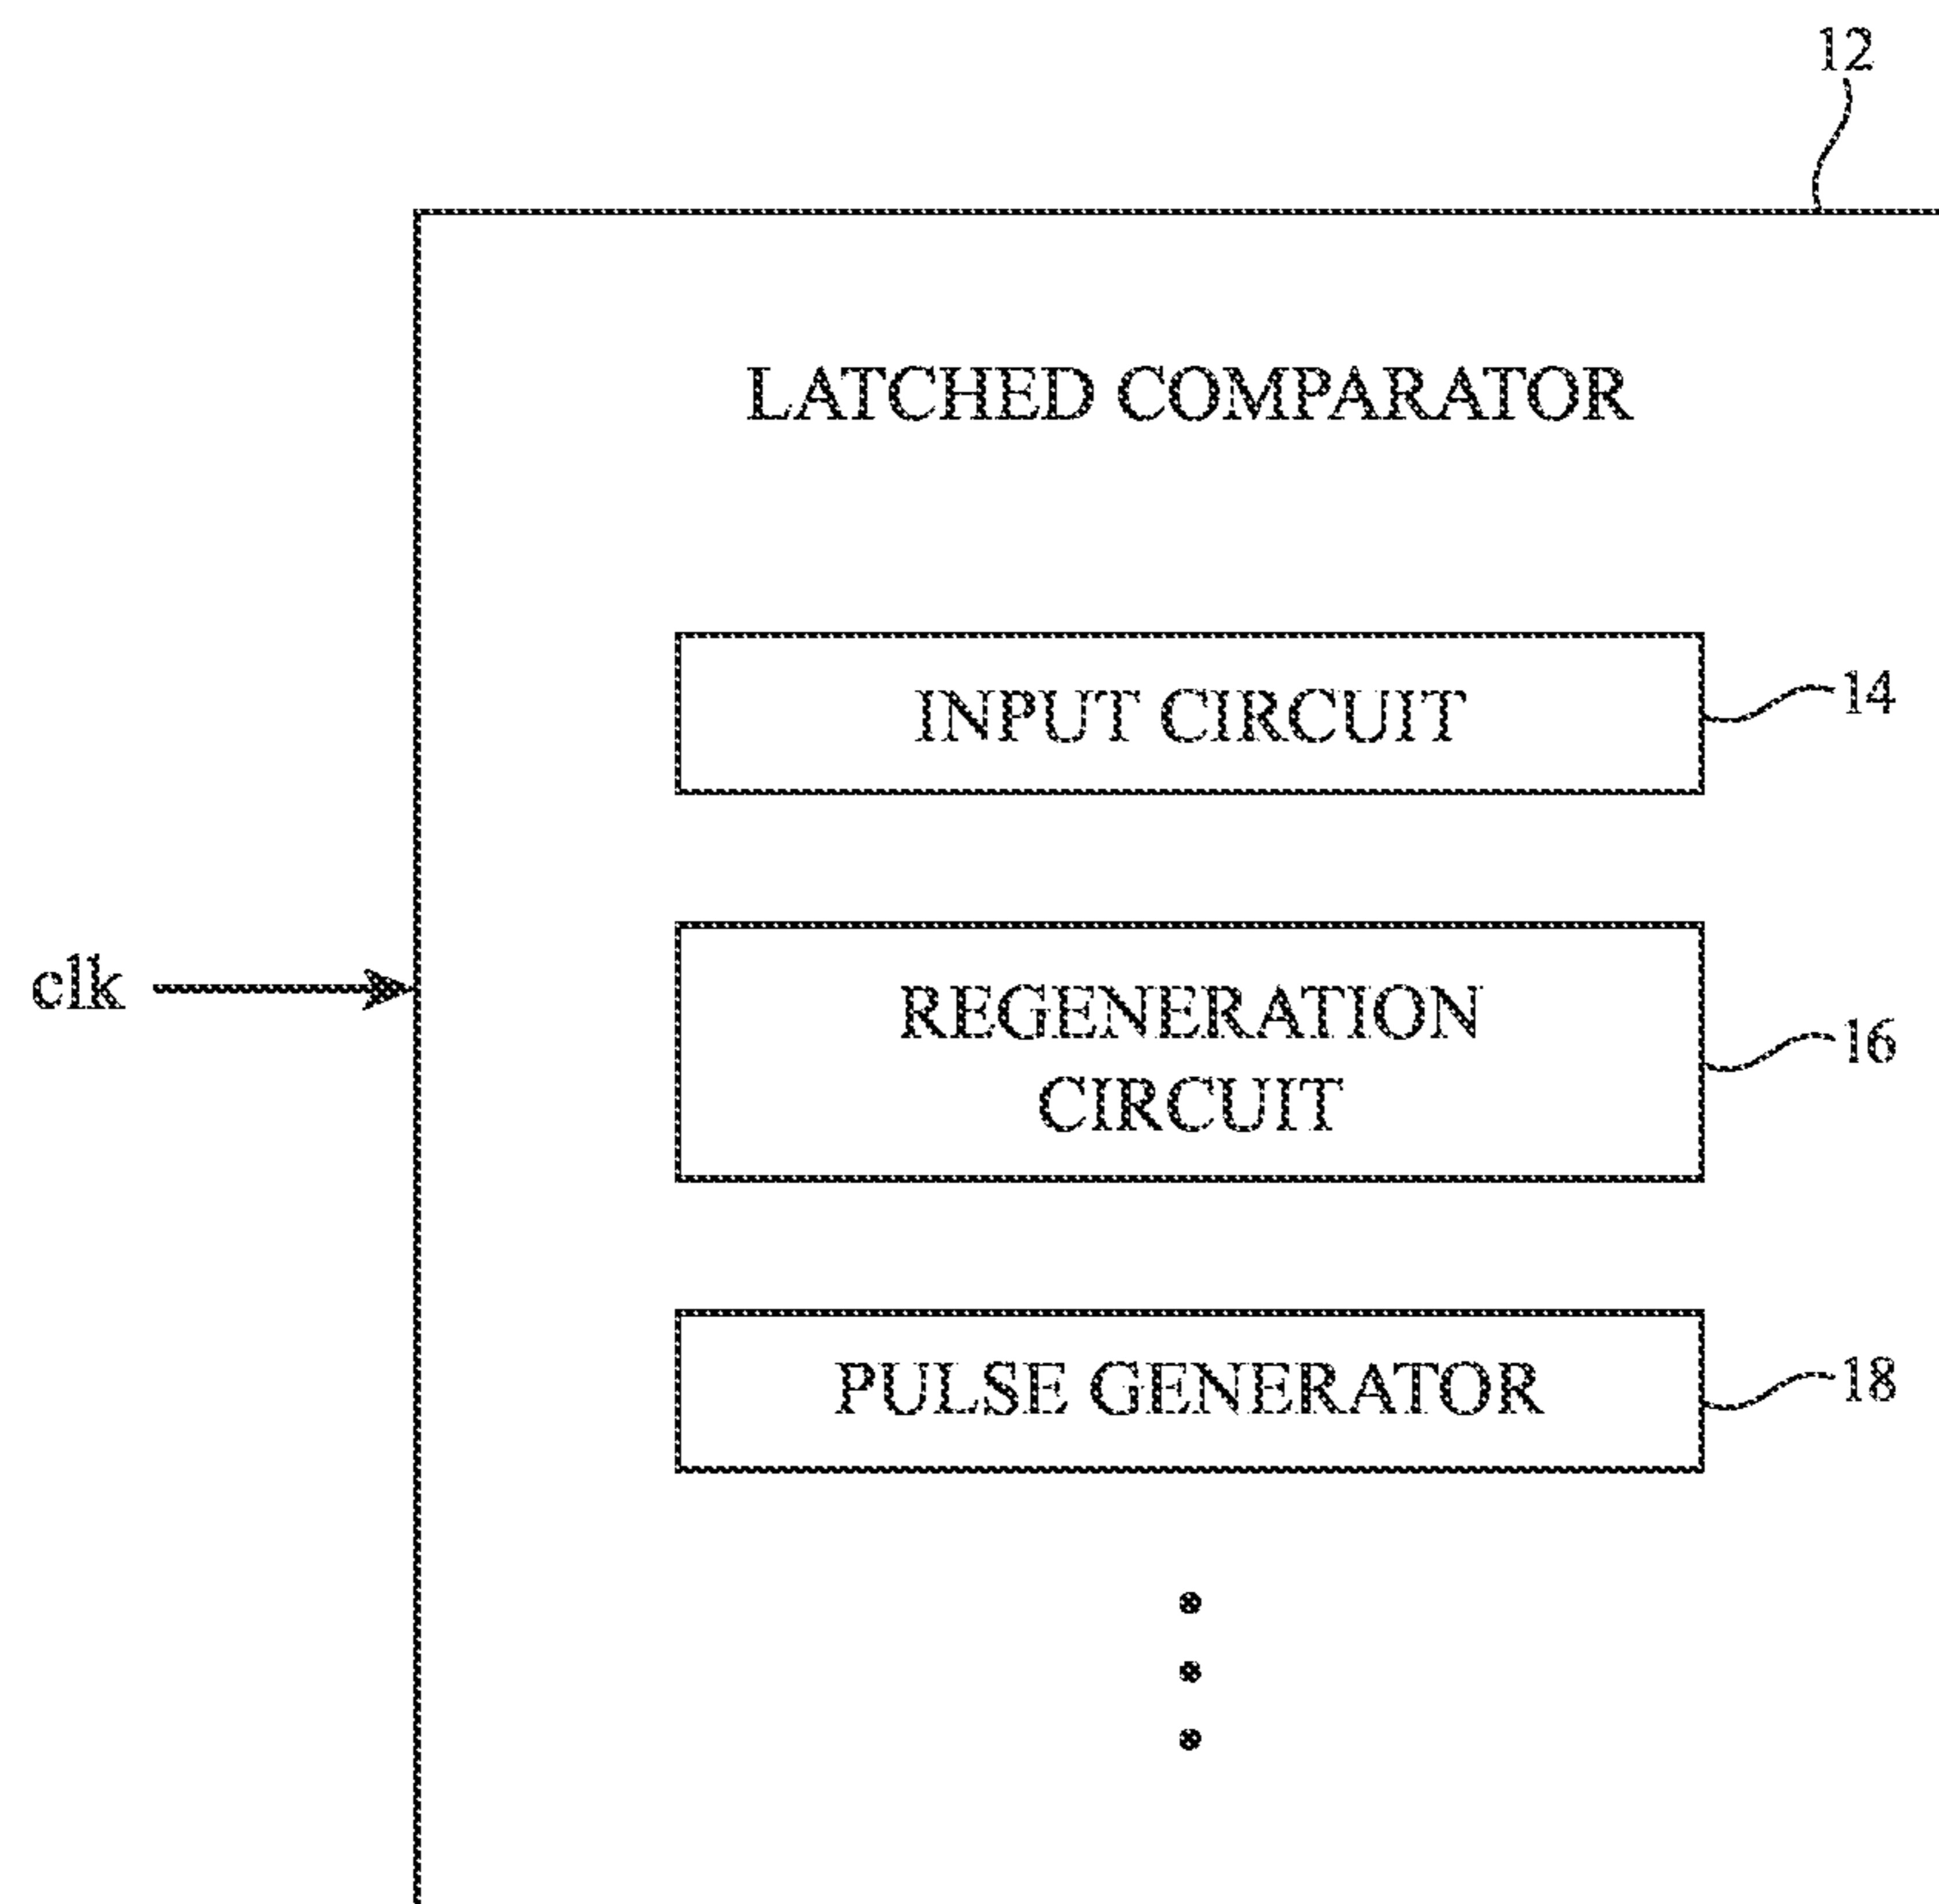 12
LATCHED COMPARATOR
INPUT CIRCUIT
14
clk
REGENERATION
CIRCUIT
16
PULSE GENERATOR
18